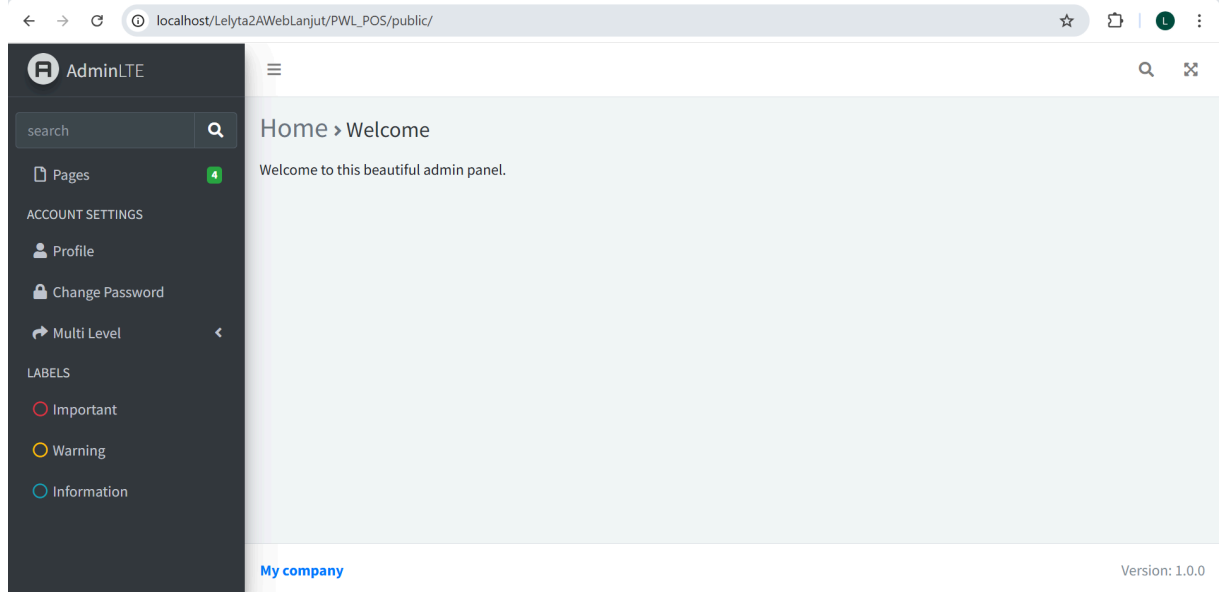 localhost/Lelyta2AWebLanjut/PWL_POS/public/
L
AdminLTE
search
Pages 4
ACCOUNT SETTINGS
Profile
Change Password
Multi Level
LABELS
Important
Warning
Information
Home › Welcome
Welcome to this beautiful admin panel.
My company
Version: 1.0.0